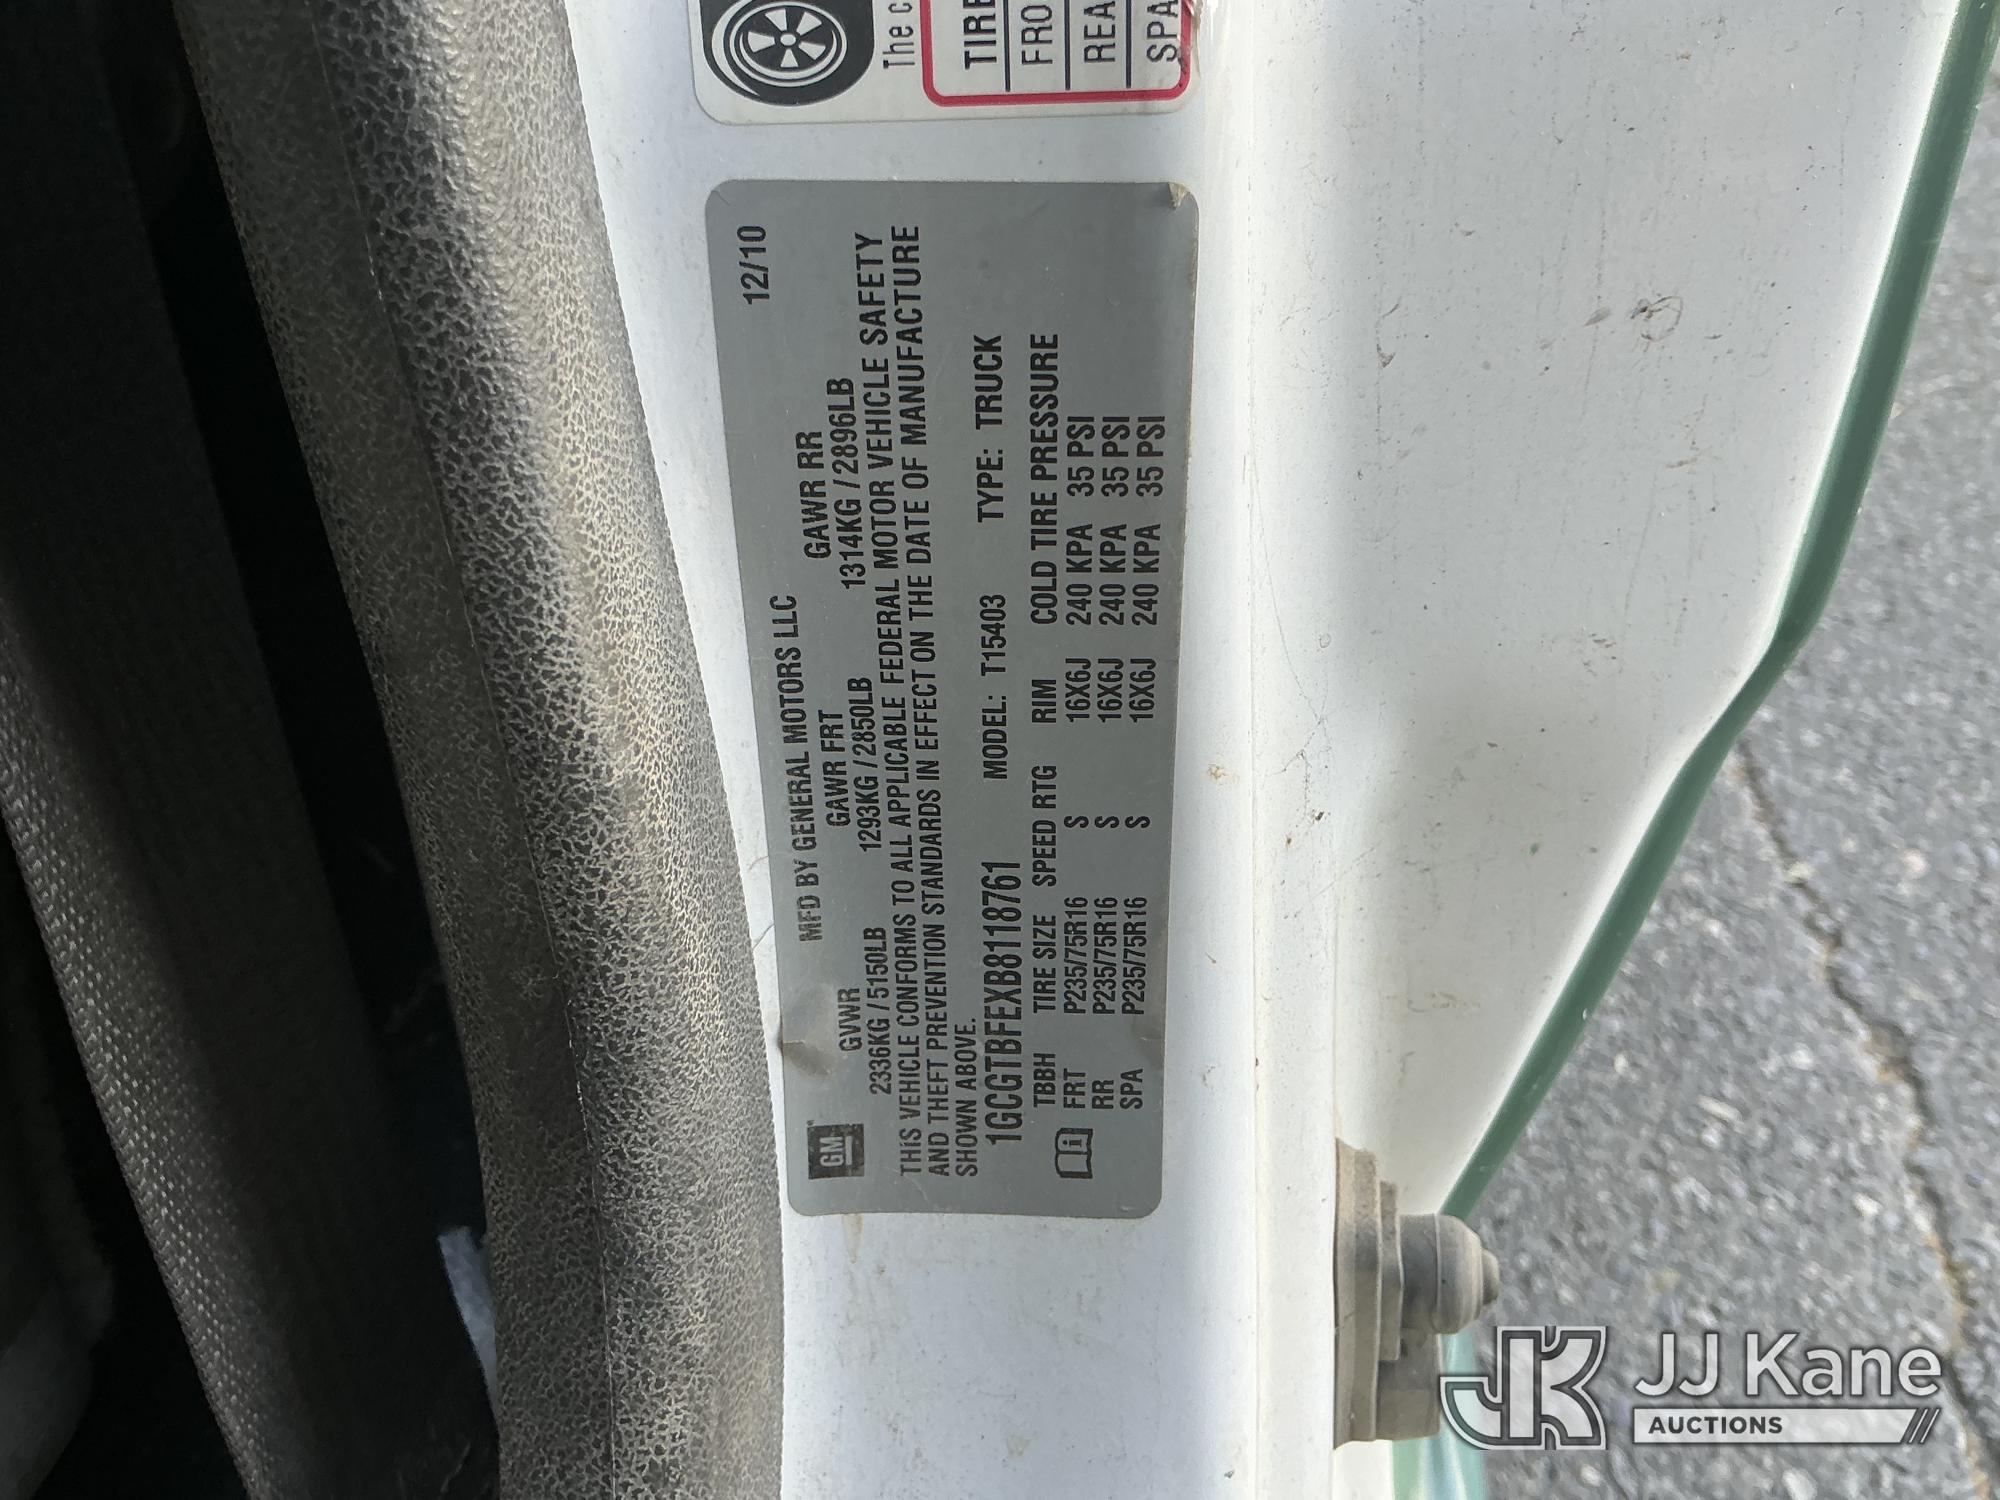 The c
TIRE
FRO
REA
SPA
12/10
MFD BY GENERAL MOTORS LLC
GVWR GAWR FRT GAWR RR
2336KG / 5150LB 1293KG / 2850LB 1314KG / 2896LB
THIS VEHICLE CONFORMS TO ALL APPLICABLE FEDERAL MOTOR VEHICLE SAFETY
AND THEFT PREVENTION STANDARDS IN EFFECT ON THE DATE OF MANUFACTURE
SHOWN ABOVE.
1GCGTBFEXB8118761 MODEL: T15403 TYPE: TRUCK
TBBH TIRE SIZE SPEED RTG RIM COLD TIRE PRESSURE
FRT P235/75R16 S 16X6J 240 KPA 35 PSI
RR P235/75R16 S 16X6J 240 KPA 35 PSI
SPA P235/75R16 S 16X6J 240 KPA 35 PSI
GM
JK JJ Kane
AUCTIONS